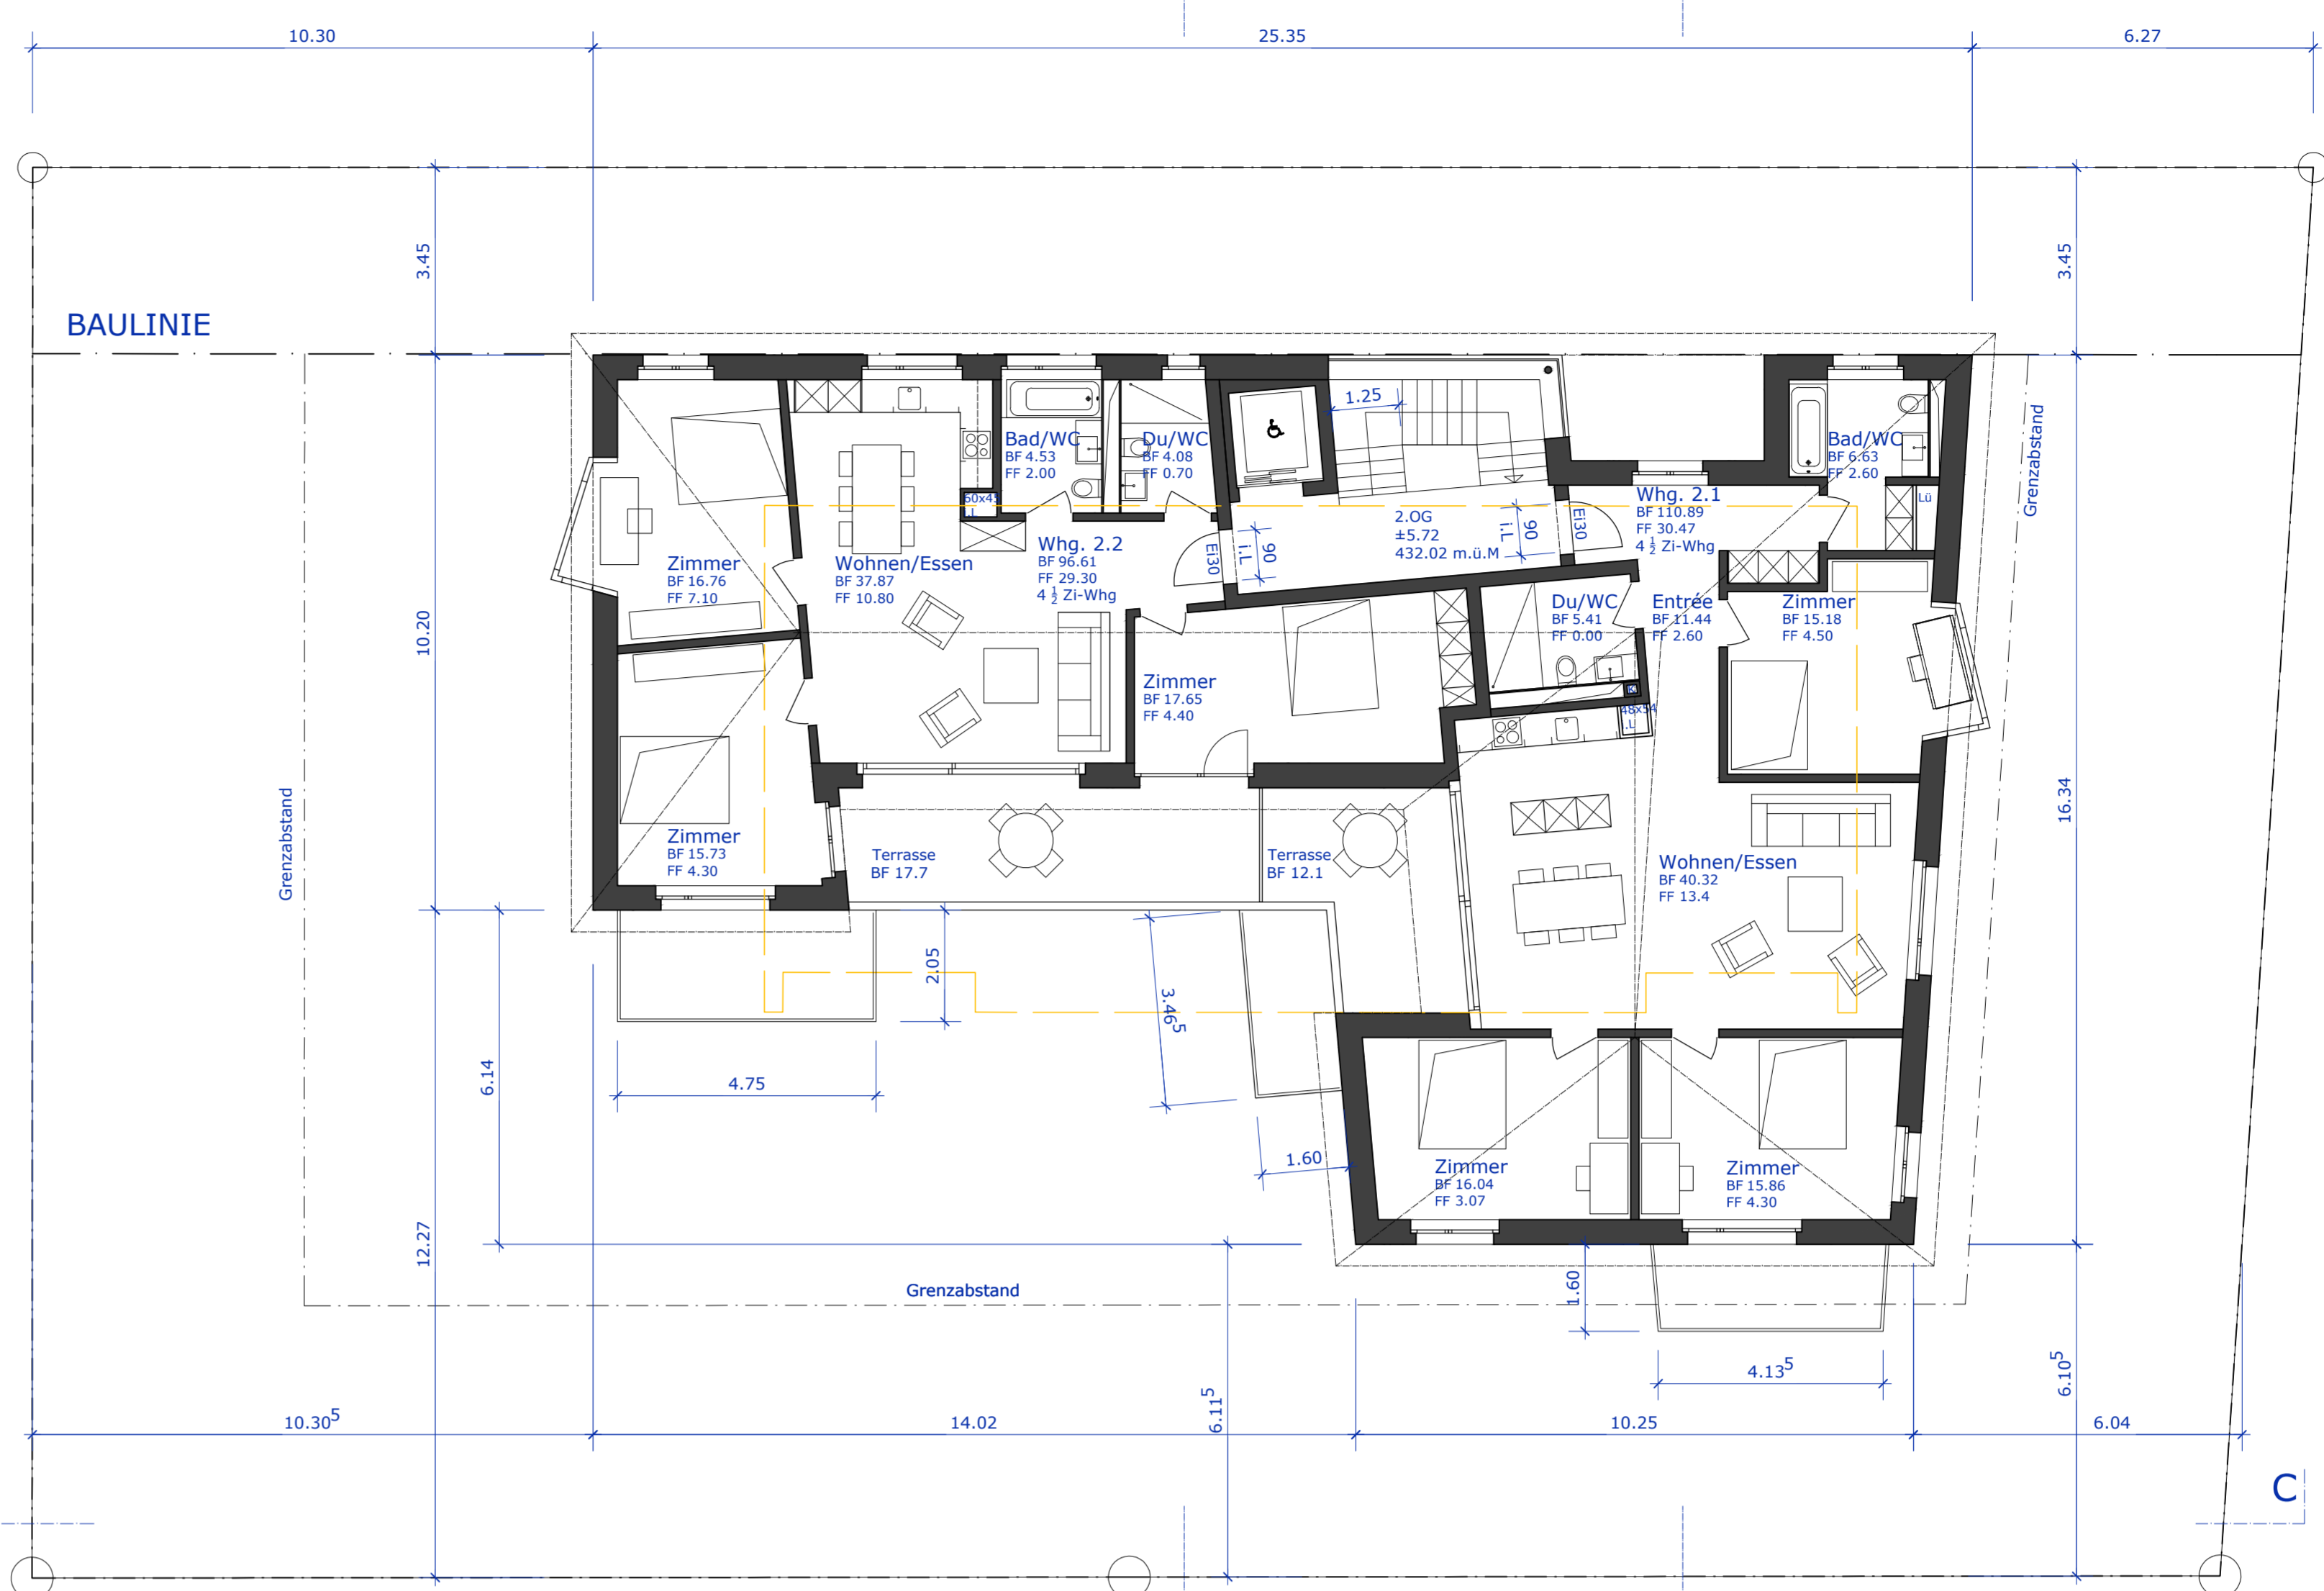 10.30
25.35
6.27
3.45
3.45
BAULINIE
1.25
Grenzabstand
Bad/WC
BF 4.53
FF 2.00
Du/WC
BF 4.08
FF 0.70
Bad/WC
BF 6.63
FF 2.60
Lü
60x45
i.L
Whg. 2.1
BF 110.89
FF 30.47
4 ½ Zi-Whg
2.OG
±5.72
432.02 m.ü.M
90
i.L
Ei30
90
i.L
Ei30
Whg. 2.2
BF 96.61
FF 29.30
4 ½ Zi-Whg
Zimmer
BF 16.76
FF 7.10
Wohnen/Essen
BF 37.87
FF 10.80
Du/WC
BF 5.41
FF 0.00
Entrée
BF 11.44
FF 2.60
Zimmer
BF 15.18
FF 4.50
10.20
Zimmer
BF 17.65
FF 4.40
48x54
i.L
16.34
Grenzabstand
Zimmer
BF 15.73
FF 4.30
Terrasse
BF 17.7
Terrasse
BF 12.1
Wohnen/Essen
BF 40.32
FF 13.4
2.05
3.46⁵
6.14
4.75
1.60
Zimmer
BF 16.04
FF 3.07
Zimmer
BF 15.86
FF 4.30
12.27
Grenzabstand
1.60
4.13⁵
6.10⁵
6.11⁵
10.30⁵
14.02
10.25
6.04
C